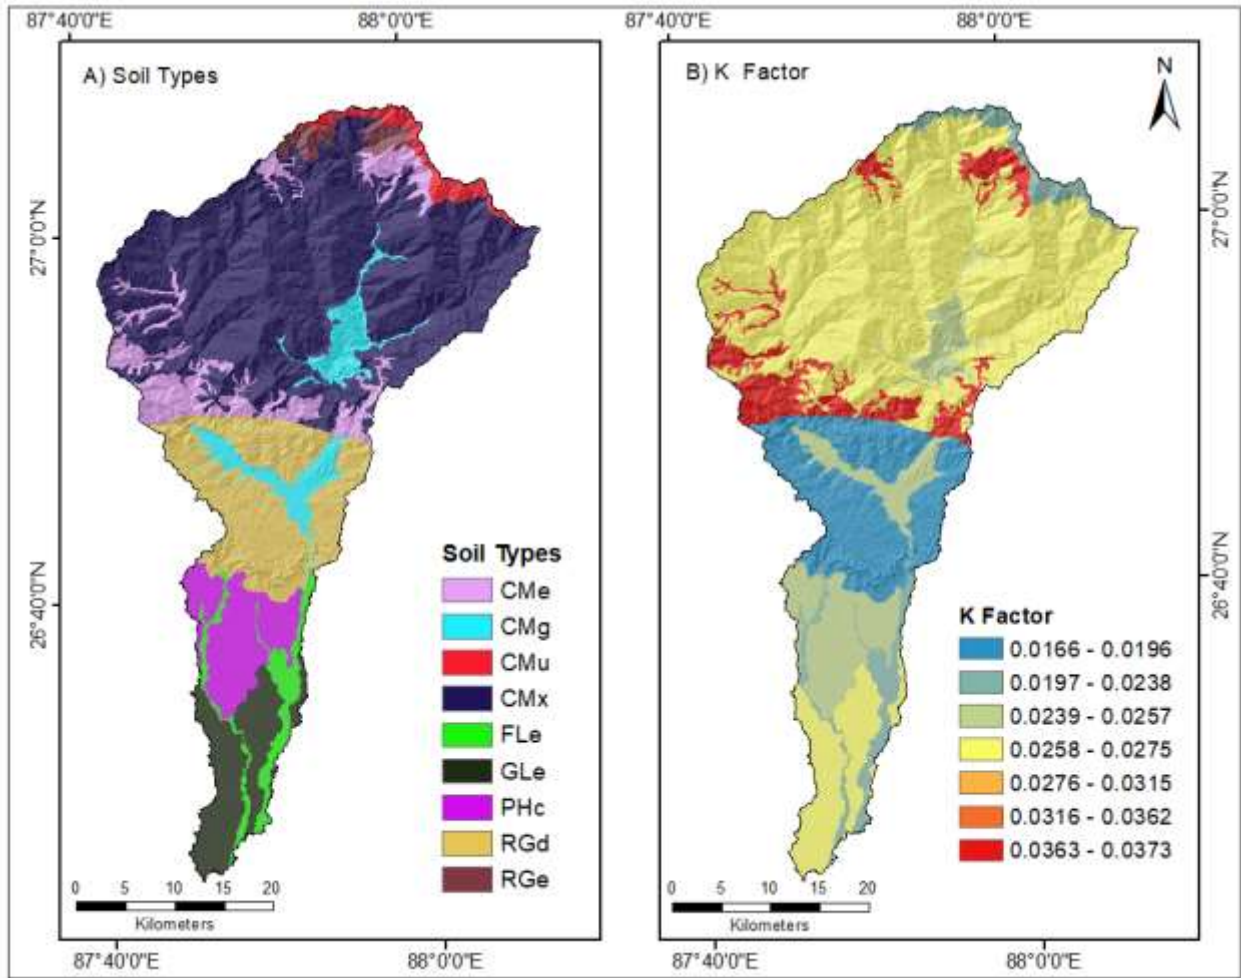 87°40'0"E 88°0'0"E 87°40'0"E 88°0'0"E
A) Soil Types
B) K Factor
N
27°0'0"N
27°0'0"N
26°40'0"N
26°40'0"N
Soil Types
CMe
CMg
CMu
CMx
FLe
GLe
PHc
RGd
RGe
K Factor
0.0166 - 0.0196
0.0197 - 0.0238
0.0239 - 0.0257
0.0258 - 0.0275
0.0276 - 0.0315
0.0316 - 0.0362
0.0363 - 0.0373
0 5 10 15 20
Kilometers
0 5 10 15 20
Kilometers
87°40'0"E 88°0'0"E 87°40'0"E 88°0'0"E